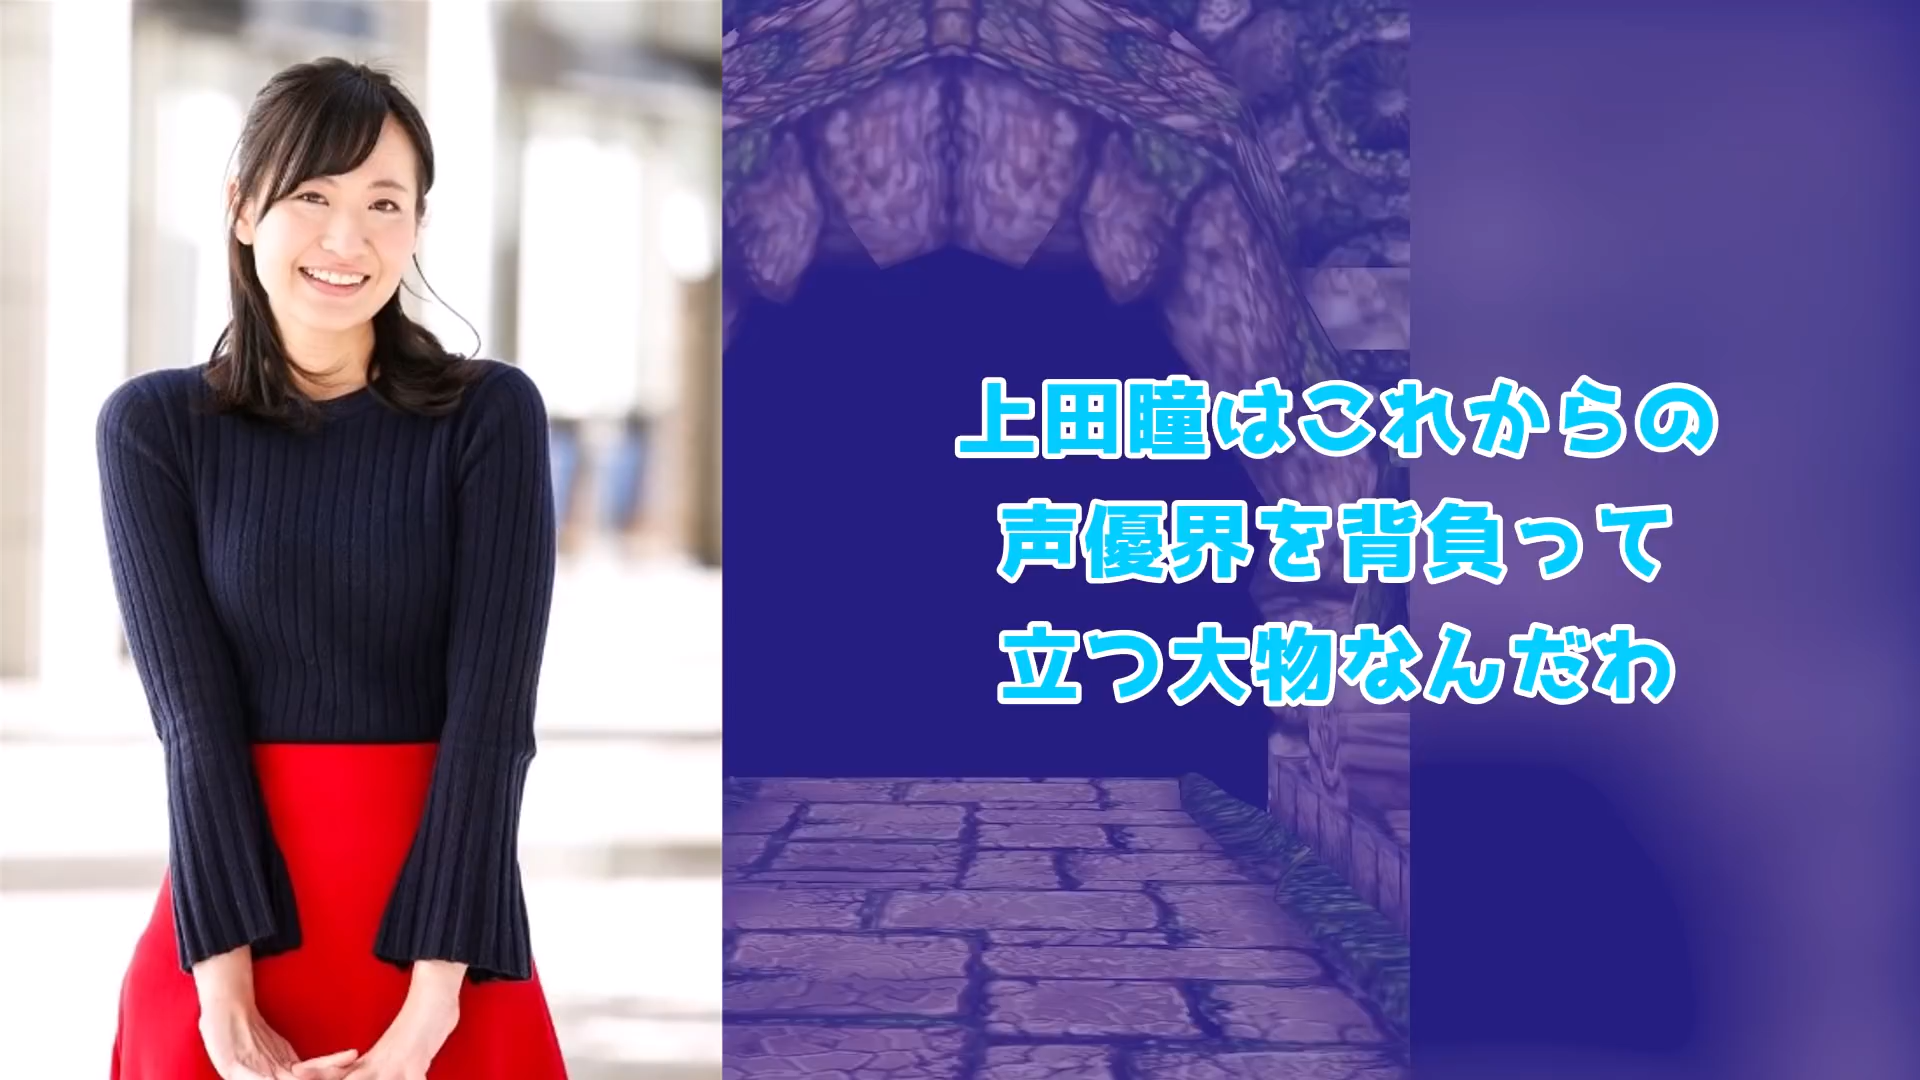 上田瞳はこれからの
声優界を背負って
立つ大物なんだわ